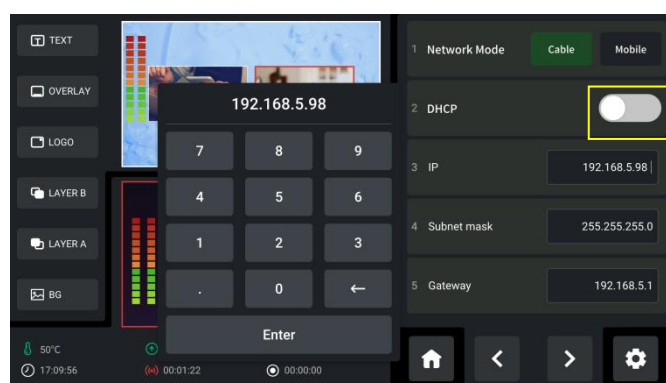 TEXT
OVERLAY
LOGO
LAYER B
LAYER A
BG
50°C
17:09:56
00:01:22
00:00:00
192.168.5.98
7 8 9
4 5 6
1 2 3
. 0 ←
Enter
1 Network Mode Cable Mobile
2 DHCP
3 IP 192.168.5.98
4 Subnet mask 255.255.255.0
5 Gateway 192.168.5.1